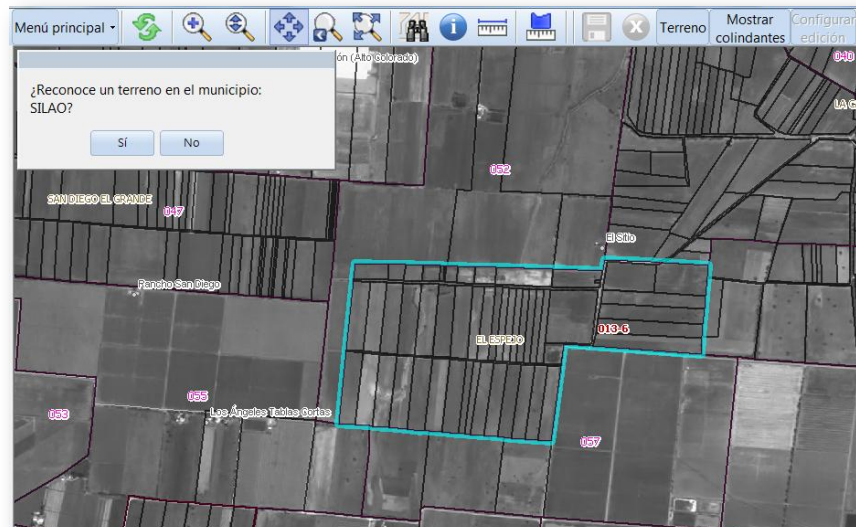 Menú principal
Terreno
Mostrar
colindantes
Configurar
edición
¿Reconoce un terreno en el municipio:
SILAO?
Sí
No
ón (Alto Colorado)
040
LA C
052
SAN DIEGO EL GRANDE
047
El Sitio
Rancho San Diego
013-6
EL ESPEJO
055
053
Los Ángeles Tablas Cortas
057